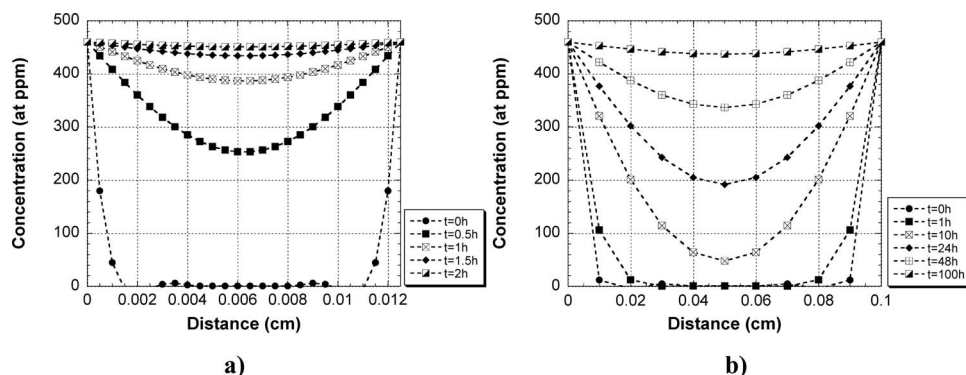 500
400
300
200
100
0
Concentration (at ppm)
0 0.002 0.004 0.006 0.008 0.01 0.012
Distance (cm)
t=0h
t=0.5h
t=1h
t=1.5h
t=2h
a)
500
400
300
200
100
0
Concentration (at ppm)
0 0.02 0.04 0.06 0.08 0.1
Distance (cm)
t=0h
t=1h
t=10h
t=24h
t=48h
t=100h
b)